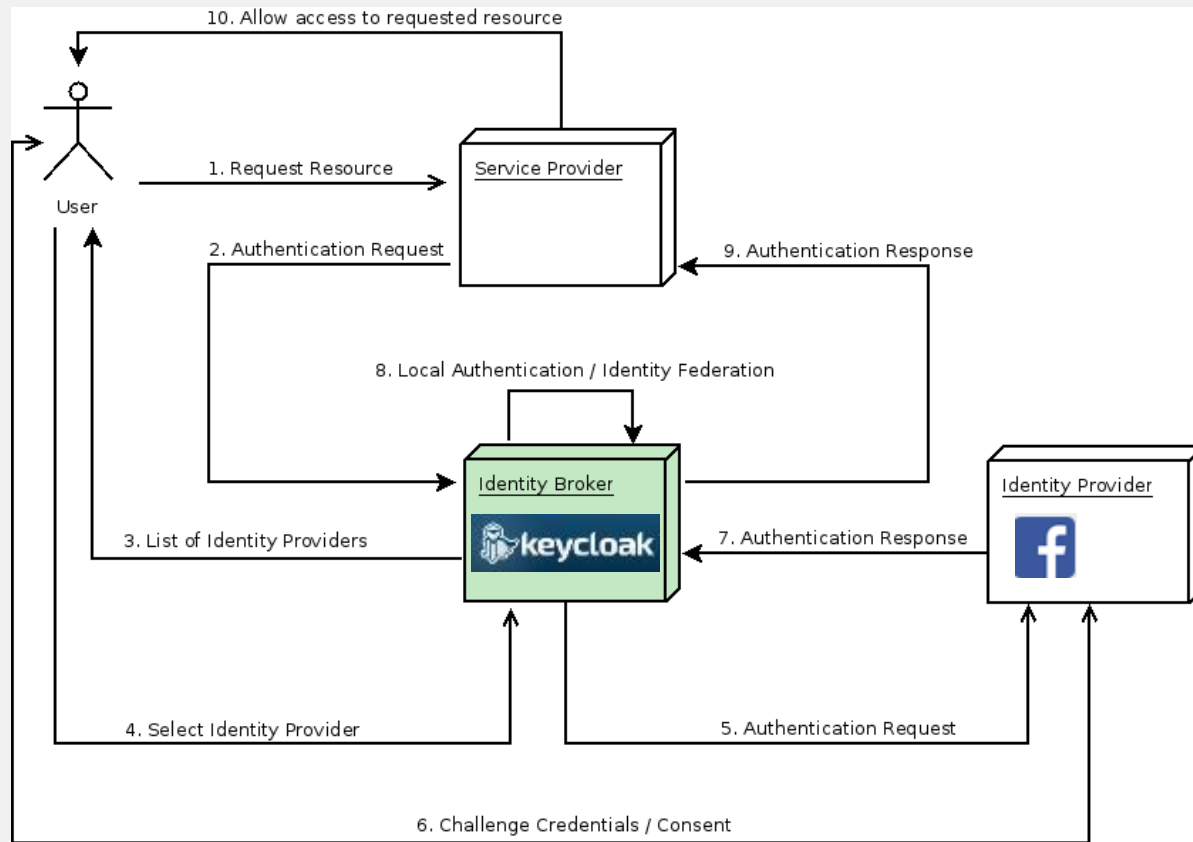 10. Allow access to requested resource
1. Request Resource
Service Provider
User
2. Authentication Request
9. Authentication Response
8. Local Authentication / Identity Federation
Identity Broker
keycloak
Identity Provider
f
3. List of Identity Providers
7. Authentication Response
4. Select Identity Provider
5. Authentication Request
6. Challenge Credentials / Consent